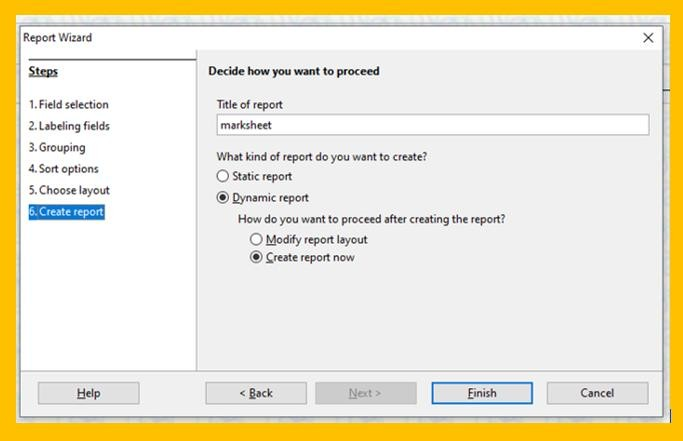 Report Wizard
Steps
1. Field selection
2. Labeling fields
3. Grouping
4. Sort options
5. Choose layout
6. Create report
Decide how you want to proceed
Title of report
marksheet
What kind of report do you want to create?
Static report
Dynamic report
How do you want to proceed after creating the report?
Modify report layout
Create report now
Help
< Back
Next >
Finish
Cancel